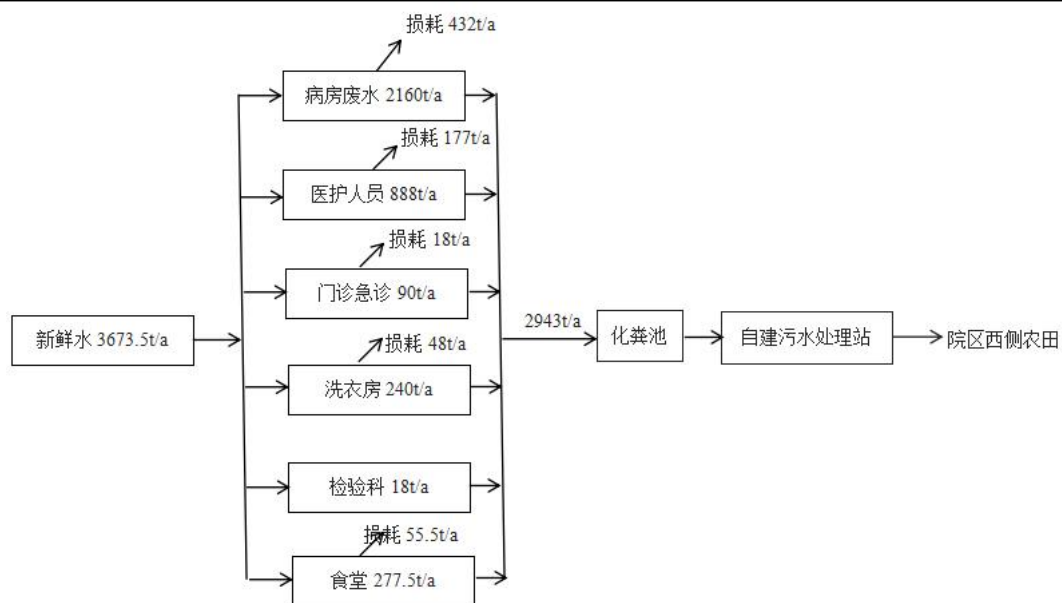 损耗 432t/a
病房废水 2160t/a
损耗 177t/a
医护人员 888t/a
损耗 18t/a
门诊急诊 90t/a
新鲜水 3673.5t/a
损耗 48t/a
洗衣房 240t/a
检验科 18t/a
损耗 55.5t/a
食堂 277.5t/a
2943t/a
化粪池
自建污水处理站
院区西侧农田